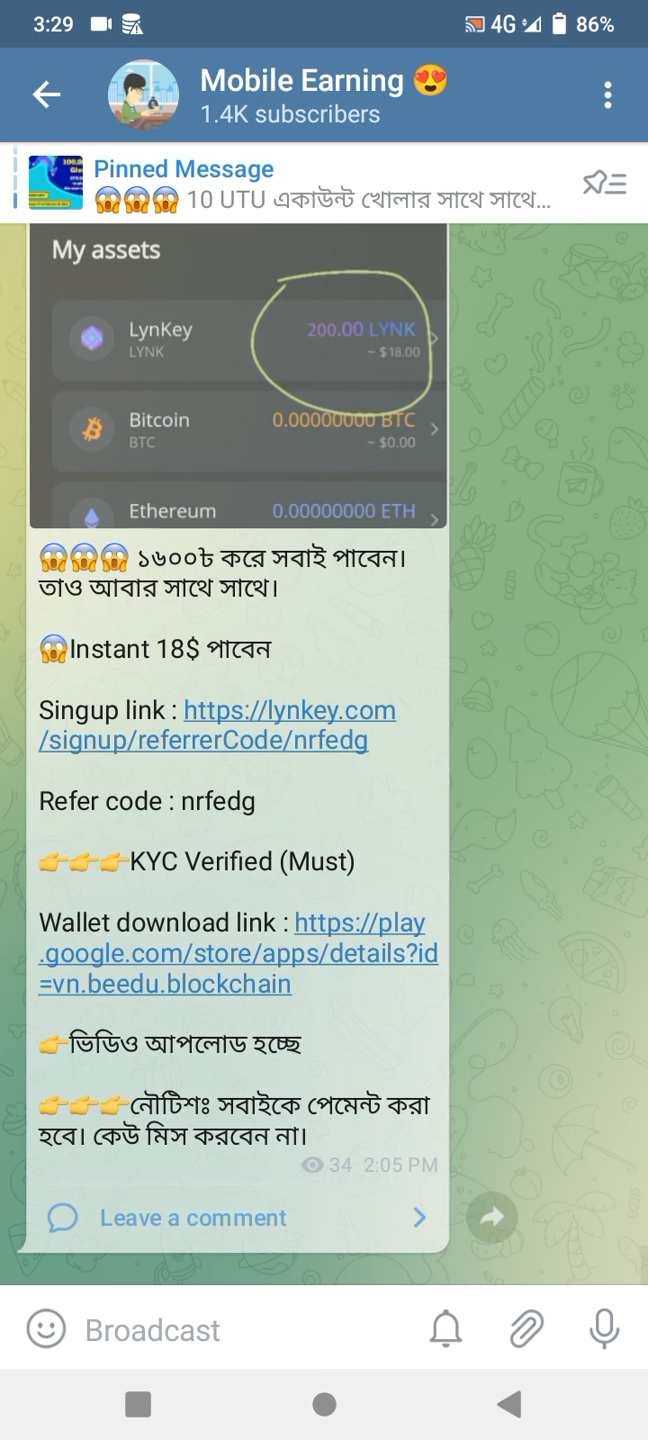 3:29 4G 86%
Mobile Earning 😍
1.4K subscribers
Pinned Message
😱😱😱 10 UTU একাউন্ট খোলার সাথে সাথে...
My assets
LynKey 200.00 LYNK
LYNK ~ $18.00
Bitcoin 0.00000000 BTC
BTC ~ $0.00
Ethereum 0.00000000 ETH
😱😱😱 ১৬০০৳ করে সবাই পাবেন।
তাও আবার সাথে সাথে।
😱Instant 18$ পাবেন
Singup link : https://lynkey.com
/signup/referrerCode/nrfedg
Refer code : nrfedg
👉👉👉KYC Verified (Must)
Wallet download link : https://play
.google.com/store/apps/details?id
=vn.beedu.blockchain
👉ভিডিও আপলোড হচ্ছে
👉👉👉নৌটিশঃ সবাইকে পেমেন্ট করা
হবে। কেউ মিস করবেন না।
34 2:05 PM
Leave a comment
Broadcast